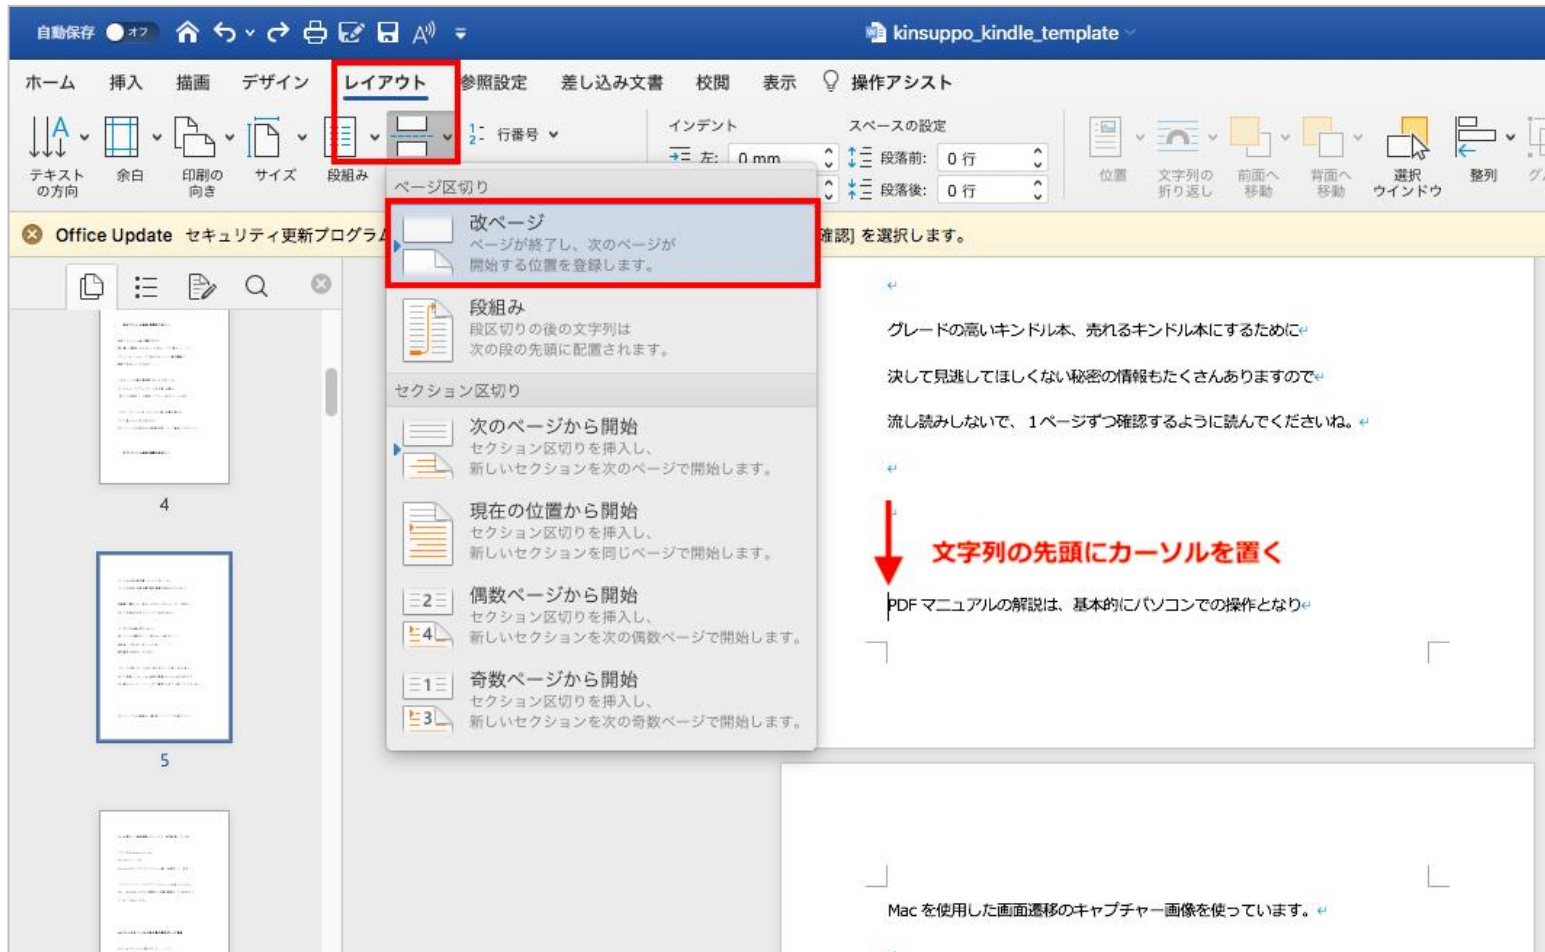 自動保存 オフ
kinsuppo_kindle_template
ホーム 挿入 描画 デザイン レイアウト 参照設定 差し込み文書 校閲 表示 操作アシスト
行番号
インデント
左: 0 mm
スペースの設定
段落前: 0 行
段落後: 0 行
テキストの方向
余白
印刷の向き
サイズ
段組み
位置
文字列の折り返し
前面へ移動
背面へ移動
選択ウインドウ
整列
Office Update セキュリティ更新プログラム
確認] を選択します。
ページ区切り
改ページ
ページが終了し、次のページが
開始する位置を登録します。
段組み
段区切りの後の文字列は
次の段の先頭に配置されます。
セクション区切り
次のページから開始
セクション区切りを挿入し、
新しいセクションを次のページで開始します。
現在の位置から開始
セクション区切りを挿入し、
新しいセクションを同じページで開始します。
偶数ページから開始
セクション区切りを挿入し、
新しいセクションを次の偶数ページで開始します。
奇数ページから開始
セクション区切りを挿入し、
新しいセクションを次の奇数ページで開始します。
4
5
グレードの高いキンドル本、売れるキンドル本にするために
決して見逃してほしくない秘密の情報もたくさんありますので
流し読みしないで、1ページずつ確認するように読んでくださいね。
文字列の先頭にカーソルを置く
PDF マニュアルの解説は、基本的にパソコンでの操作となり
Mac を使用した画面遷移のキャプチャー画像を使っています。